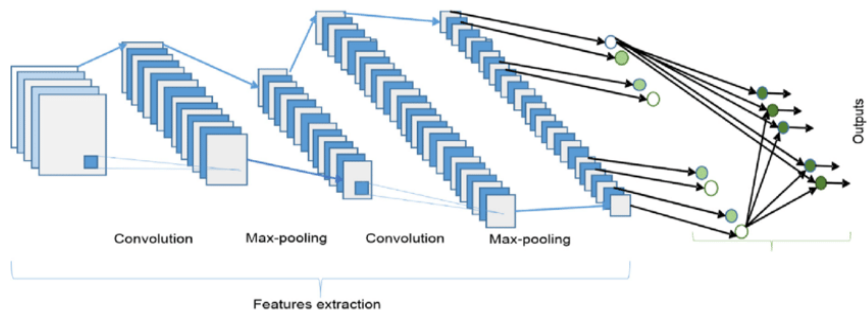 Outputs
Convolution
Max-pooling
Convolution
Max-pooling
Features extraction